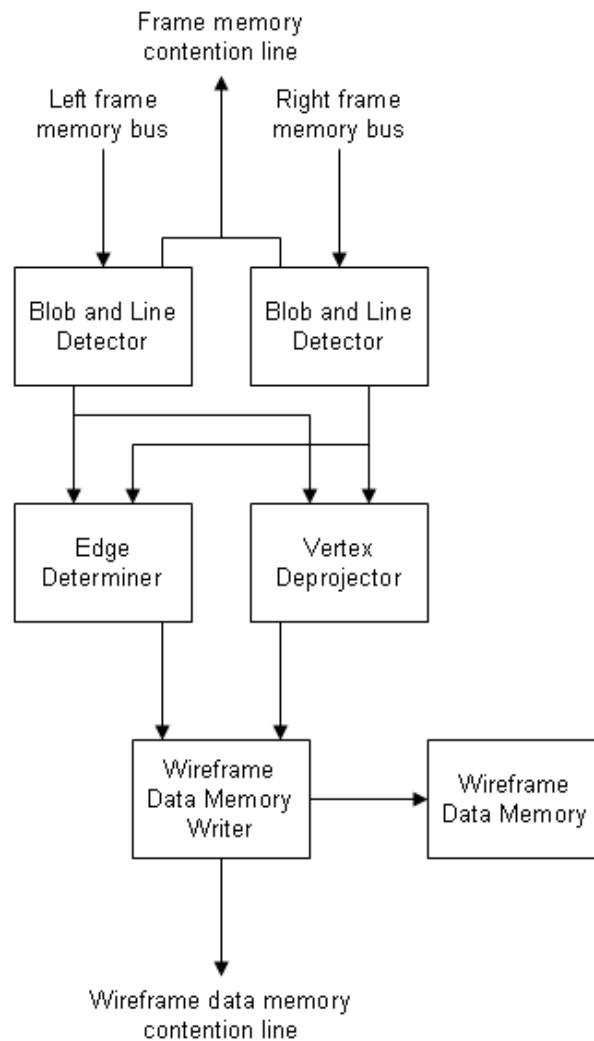 Frame memory
contention line
Left frame
memory bus
Right frame
memory bus
Blob and Line
Detector
Blob and Line
Detector
Edge
Determiner
Vertex
Deprojector
Wireframe
Data Memory
Writer
Wireframe
Data Memory
Wireframe data memory
contention line